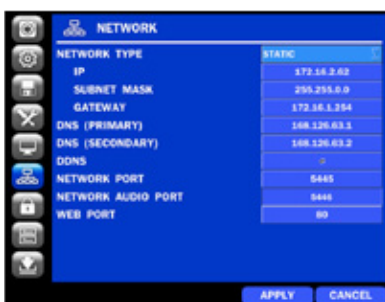 NETWORK
NETWORK TYPE STATIC
IP 172.16.2.62
SUBNET MASK 255.255.0.0
GATEWAY 172.16.1.254
DNS (PRIMARY) 168.126.63.1
DNS (SECONDARY) 168.126.63.2
DDNS
NETWORK PORT 5445
NETWORK AUDIO PORT 5446
WEB PORT 80
APPLY CANCEL